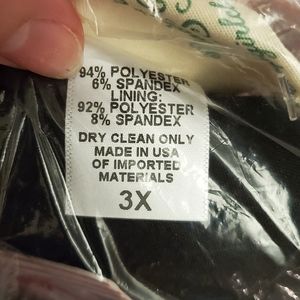 94% POLYESTER
6% SPANDEX
LINING:
92% POLYESTER
8% SPANDEX
DRY CLEAN ONLY
MADE IN USA
OF IMPORTED
MATERIALS
3X